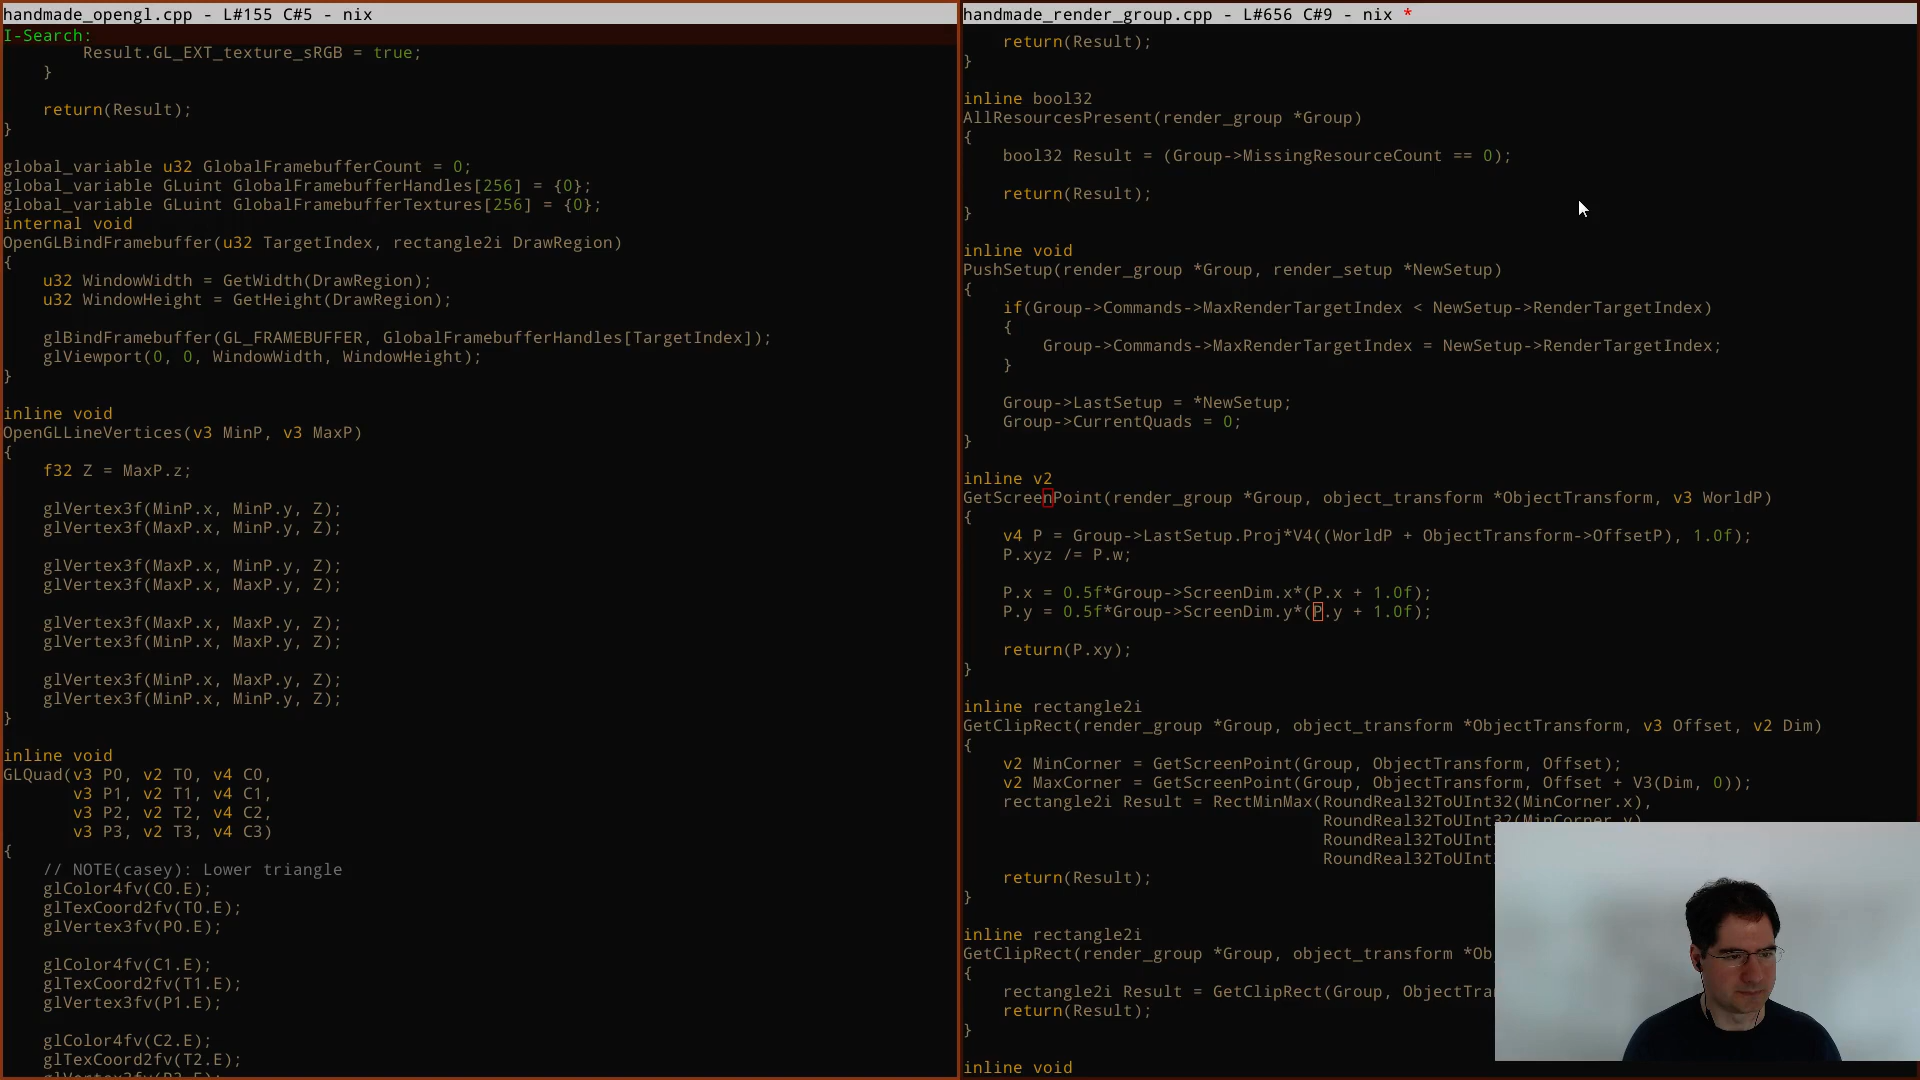 handmade_opengl.cpp - L#155 C#5 - nix
I-Search:
Result.GL_EXT_texture_sRGB = true;
}
return(Result);
}
global_variable u32 GlobalFramebufferCount = 0;
global_variable GLuint GlobalFramebufferHandles[256] = {0};
global_variable GLuint GlobalFramebufferTextures[256] = {0};
internal void
OpenGLBindFramebuffer(u32 TargetIndex, rectangle2i DrawRegion)
{
u32 WindowWidth = GetWidth(DrawRegion);
u32 WindowHeight = GetHeight(DrawRegion);
glBindFramebuffer(GL_FRAMEBUFFER, GlobalFramebufferHandles[TargetIndex]);
glViewport(0, 0, WindowWidth, WindowHeight);
}
inline void
OpenGLLineVertices(v3 MinP, v3 MaxP)
{
f32 Z = MaxP.z;
glVertex3f(MinP.x, MinP.y, Z);
glVertex3f(MaxP.x, MinP.y, Z);
glVertex3f(MaxP.x, MinP.y, Z);
glVertex3f(MaxP.x, MaxP.y, Z);
glVertex3f(MaxP.x, MaxP.y, Z);
glVertex3f(MinP.x, MaxP.y, Z);
glVertex3f(MinP.x, MaxP.y, Z);
glVertex3f(MinP.x, MinP.y, Z);
}
inline void
GLQuad(v3 P0, v2 T0, v4 C0,
v3 P1, v2 T1, v4 C1,
v3 P2, v2 T2, v4 C2,
v3 P3, v2 T3, v4 C3)
{
// NOTE(casey): Lower triangle
glColor4fv(C0.E);
glTexCoord2fv(T0.E);
glVertex3fv(P0.E);
glColor4fv(C1.E);
glTexCoord2fv(T1.E);
glVertex3fv(P1.E);
glColor4fv(C2.E);
glTexCoord2fv(T2.E);
glVertex3fv(P2.E);
handmade_render_group.cpp - L#656 C#9 - nix *
return(Result);
}
inline bool32
AllResourcesPresent(render_group *Group)
{
bool32 Result = (Group->MissingResourceCount == 0);
return(Result);
}
inline void
PushSetup(render_group *Group, render_setup *NewSetup)
{
if(Group->Commands->MaxRenderTargetIndex < NewSetup->RenderTargetIndex)
{
Group->Commands->MaxRenderTargetIndex = NewSetup->RenderTargetIndex;
}
Group->LastSetup = *NewSetup;
Group->CurrentQuads = 0;
}
inline v2
GetScreenPoint(render_group *Group, object_transform *ObjectTransform, v3 WorldP)
{
v4 P = Group->LastSetup.Proj*V4((WorldP + ObjectTransform->OffsetP), 1.0f);
P.xyz /= P.w;
P.x = 0.5f*Group->ScreenDim.x*(P.x + 1.0f);
P.y = 0.5f*Group->ScreenDim.y*(P.y + 1.0f);
return(P.xy);
}
inline rectangle2i
GetClipRect(render_group *Group, object_transform *ObjectTransform, v3 Offset, v2 Dim)
{
v2 MinCorner = GetScreenPoint(Group, ObjectTransform, Offset);
v2 MaxCorner = GetScreenPoint(Group, ObjectTransform, Offset + V3(Dim, 0));
rectangle2i Result = RectMinMax(RoundReal32ToUInt32(MinCorner.x),
RoundReal32ToUInt32(MinCorner.y),
RoundReal32ToUInt
RoundReal32ToUInt
return(Result);
}
inline rectangle2i
GetClipRect(render_group *Group, object_transform *Ob
{
rectangle2i Result = GetClipRect(Group, ObjectTra
return(Result);
}
inline void